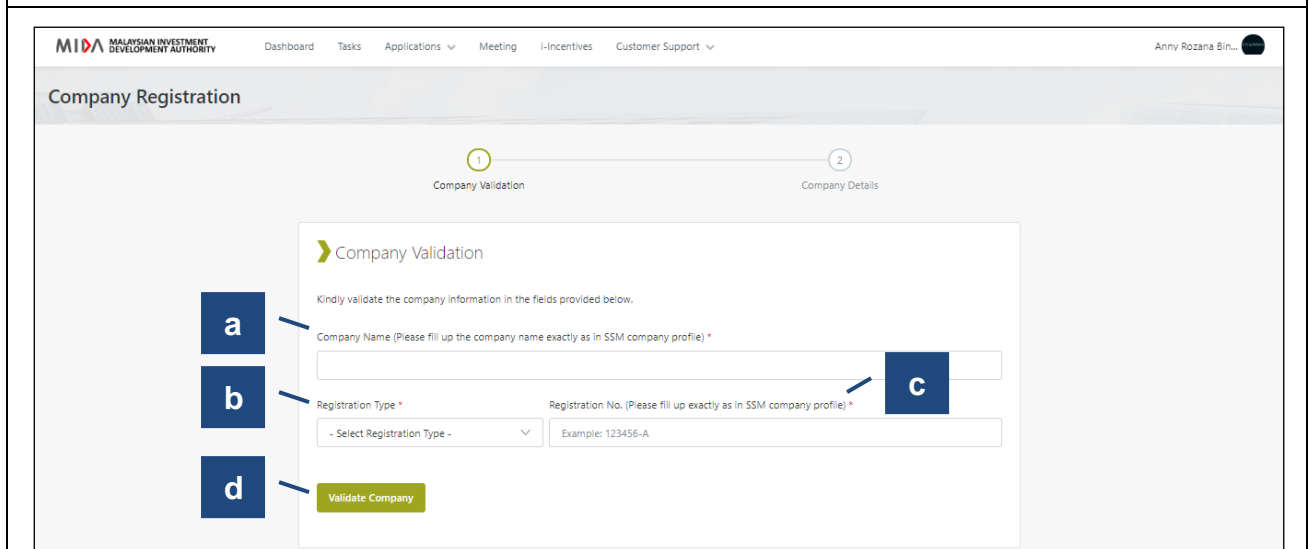 MIDA MALAYSIAN INVESTMENT DEVELOPMENT AUTHORITY Dashboard Tasks Applications Meeting i-Incentives Customer Support Anny Rozana Bin...
Company Registration
1 2
Company Validation Company Details
Company Validation
Kindly validate the company information in the fields provided below.
a
Company Name (Please fill up the company name exactly as in SSM company profile) *
b c
Registration Type * Registration No. (Please fill up exactly as in SSM company profile) *
- Select Registration Type - Example: 123456-A
d
Validate Company